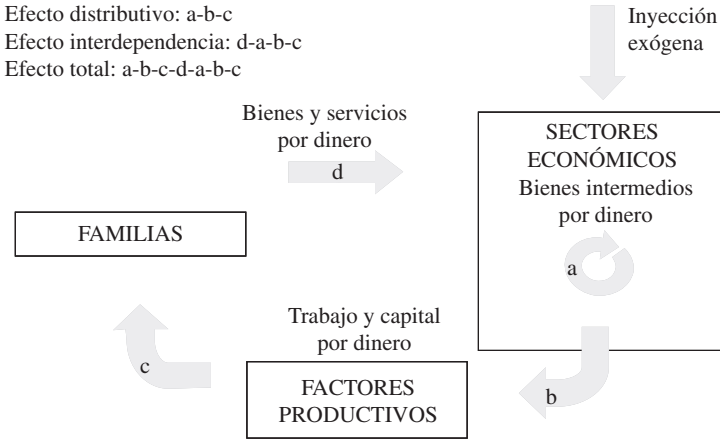 Efecto distributivo: a-b-c
Efecto interdependencia: d-a-b-c
Efecto total: a-b-c-d-a-b-c
Inyección
exógena
Bienes y servicios
por dinero
d
SECTORES
ECONÓMICOS
Bienes intermedios
por dinero
a
FAMILIAS
Trabajo y capital
por dinero
c
FACTORES
PRODUCTIVOS
b